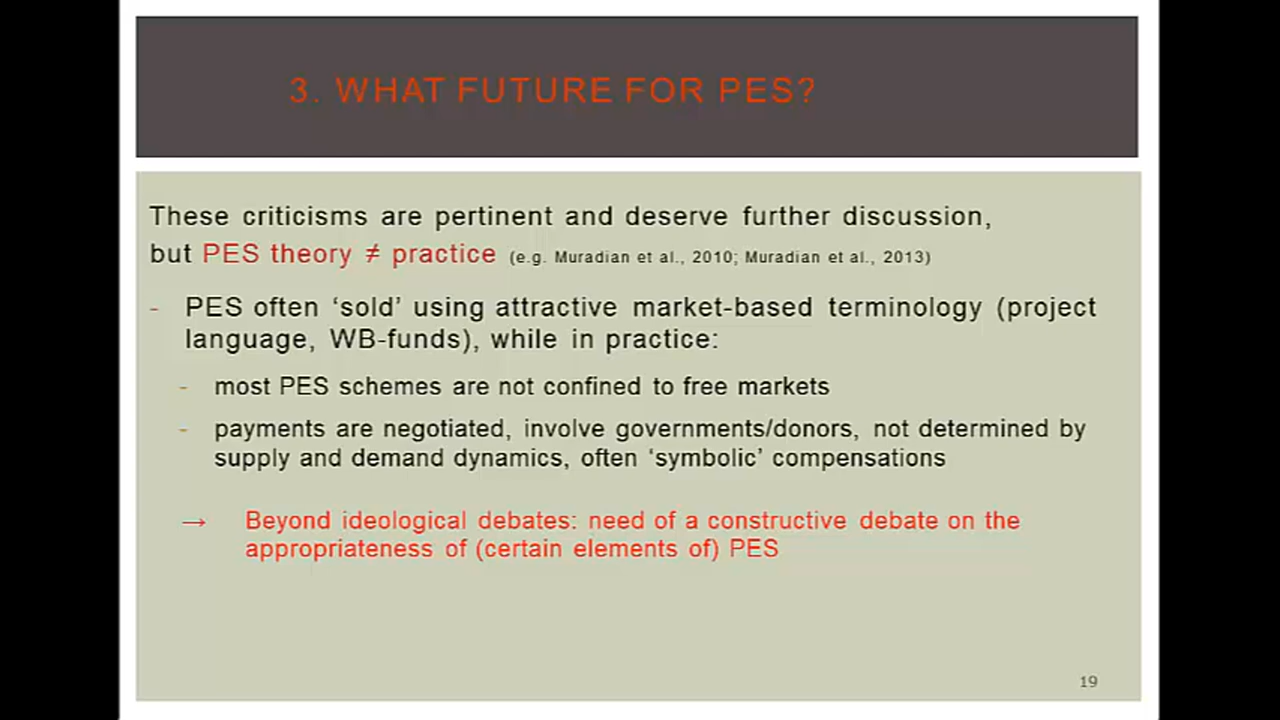 3. WHAT FUTURE FOR PES?
These criticisms are pertinent and deserve further discussion,
but PES theory ≠ practice (e.g. Muradian et al., 2010; Muradian et al., 2013)
- PES often ‘sold’ using attractive market-based terminology (project
language, WB-funds), while in practice:
- most PES schemes are not confined to free markets
- payments are negotiated, involve governments/donors, not determined by
supply and demand dynamics, often ‘symbolic’ compensations
→ Beyond ideological debates: need of a constructive debate on the
appropriateness of (certain elements of) PES
19